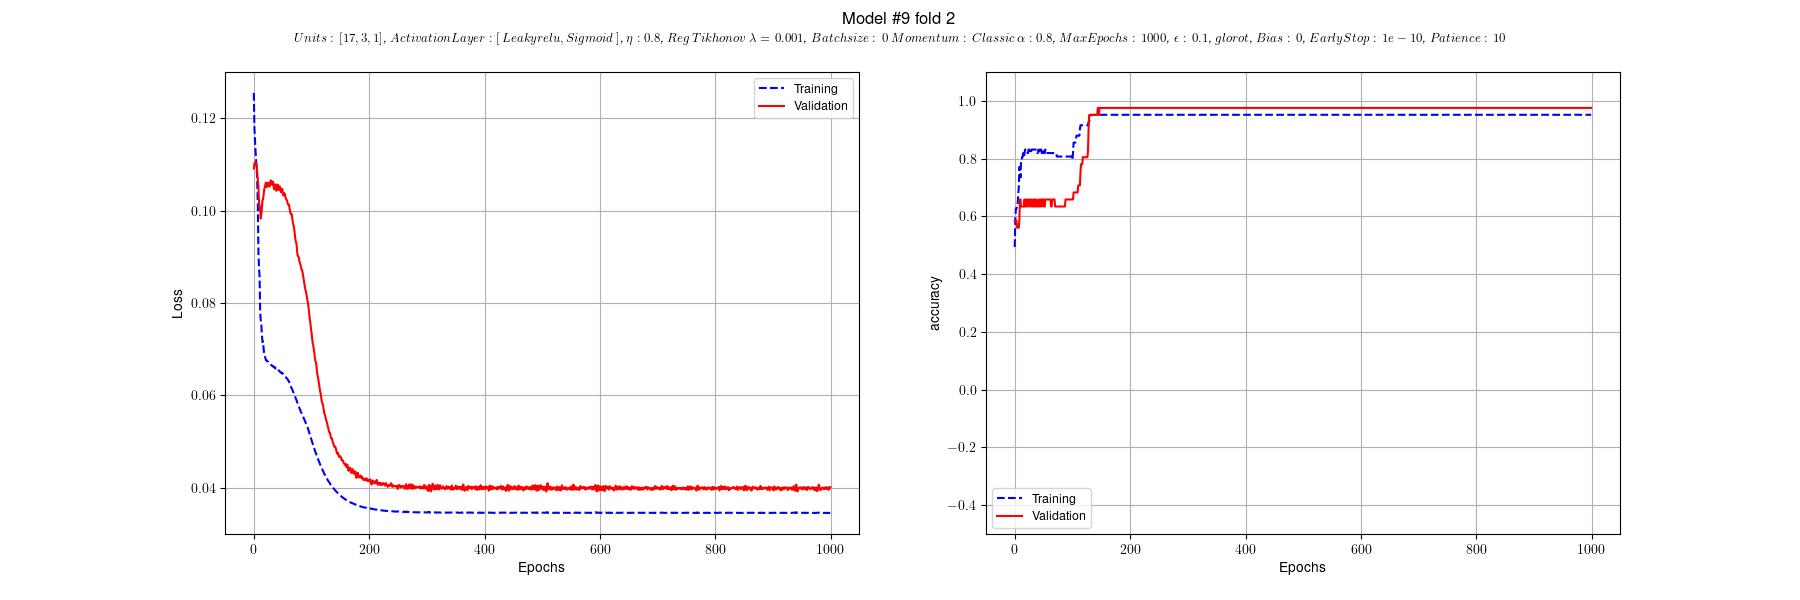 Model #9 fold 2
Units : [17, 3, 1], ActivationLayer : [ Leakyrelu, Sigmoid ], η : 0.8, Reg Tikhonov λ = 0.001, Batchsize : 0 Momentum : Classic α : 0.8, MaxEpochs : 1000, ϵ : 0.1, glorot, Bias : 0, EarlyStop : 1e − 10, Patience : 10
Training
Validation
0.12
0.10
0.08
0.06
0.04
Loss
0 200 400 600 800 1000
Epochs
1.0
0.8
0.6
0.4
0.2
0.0
−0.2
−0.4
accuracy
Training
Validation
0 200 400 600 800 1000
Epochs